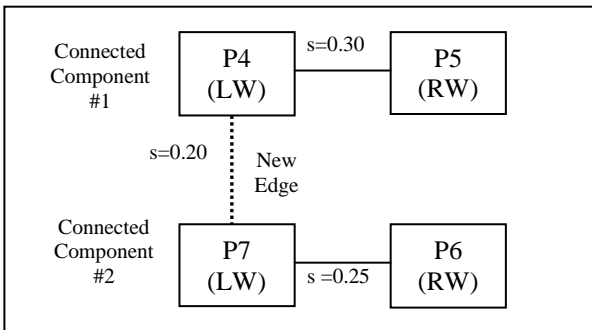 Connected
Component
#1
P4
(LW)
s=0.30
P5
(RW)
s=0.20
New
Edge
Connected
Component
#2
P7
(LW)
s =0.25
P6
(RW)